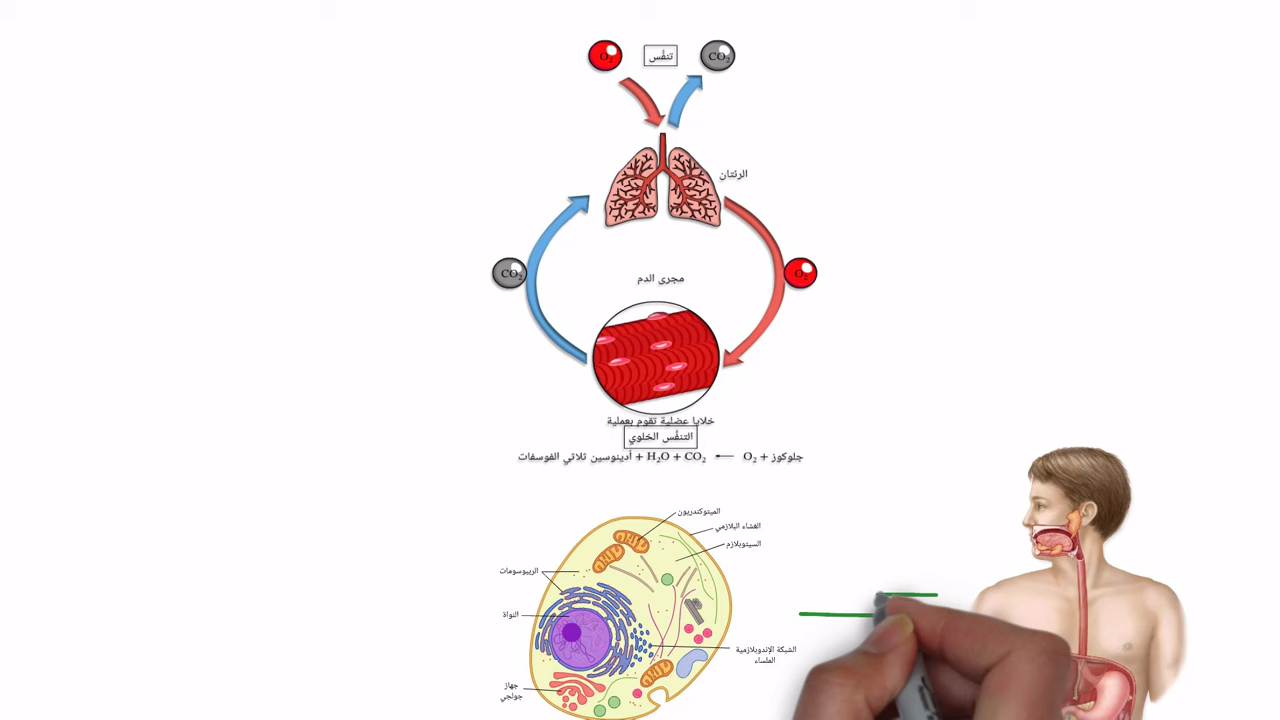 O₂
تنفُّس
CO₂
الرئتان
CO₂
O₂
مجرى الدم
خلايا عضلية تقوم بعملية
التنفُّس الخلوي
جلوكوز + O₂ ⟵ أدينوسين ثلاثي الفوسفات + H₂O + CO₂
الميتوكندريون
الغشاء البلازمي
السيتوبلازم
الريبوسومات
النواة
الشبكة الإندوبلازمية
الملساء
جهاز
جولجي